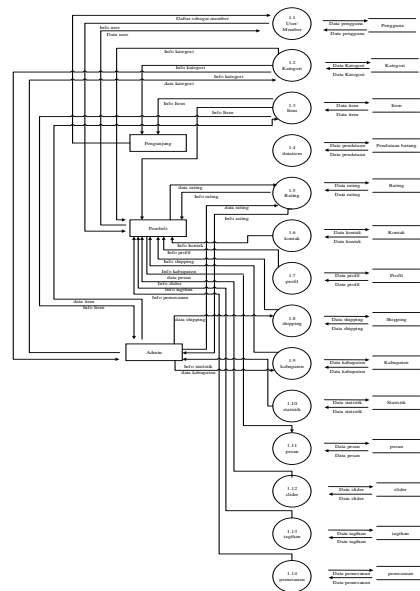 Daftar sebagai member
Info user
Data user
1.1
User/
Member
Data pengguna
Data pengguna
Pengguna
Info kategori
1.2
Kategori
Data Kategori
Data Kategori
Kategori
Info kategori
Info kategori
data kategori
Info Item
1.3
Item
Data item
Data item
Item
Info Item
Pengunjung
1.4
Data pendataan
Data pendataan
Pendataan barang
data rating
Info rating
1.5
Rating
Data rating
Data rating
Rating
data rating
Info rating
Pembeli
1.6
kontak
Data kontak
Data kontak
Kontak
Info kontak
Info profil
Info shipping
Info kabupaten
data pesan
Info slider
Info tagihan
Info pemesanan
1.7
profil
Data profil
Data profil
Profil
data item
Info Item
data shipping
1.8
shipping
Data shipping
Data shipping
Shipping
Admin
1.9
kabupaten
Data kabupaten
Data kabupaten
Kabupaten
Info statistik
data kabupaten
1.10
statistik
Data statistik
Data statistik
Statistik
1.11
pesan
Data pesan
Data pesan
pesan
1.12
slider
Data slider
Data slider
slider
1.13
tagihan
Data tagihan
Data tagihan
tagihan
1.14
pemesanan
Data pemesanan
Data pemesanan
pemesanan